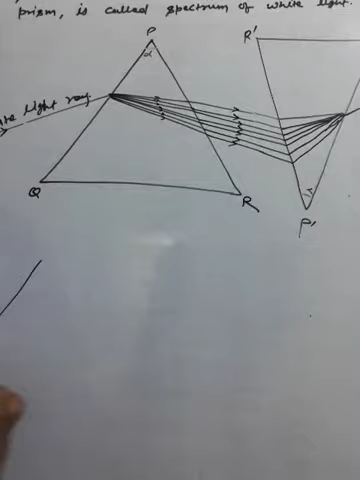 prism, is called spectrum of white light.
P
R'
α
light ray
Q
R
P'